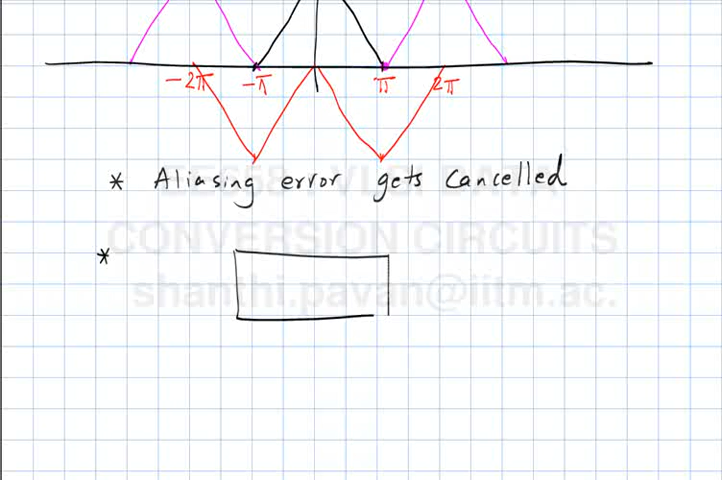 -2π -π π 2π
* Aliasing error gets cancelled
EE658: VLSI DATA
CONVERSION CIRCUITS
*
shanthi.pavan@iitm.ac.